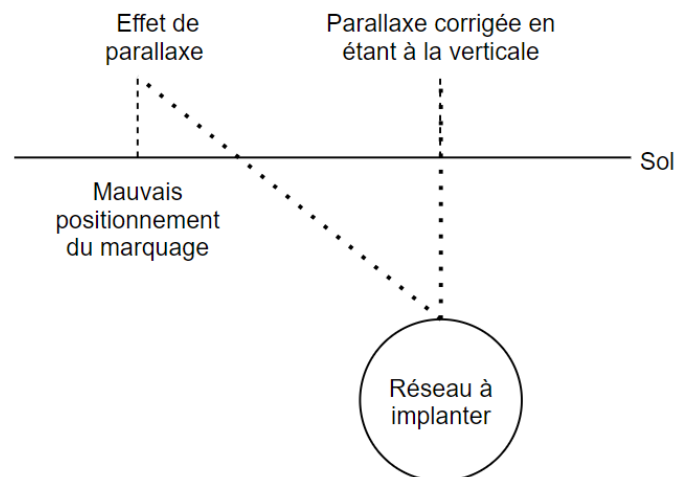 Effet de
parallaxe
Parallaxe corrigée en
étant à la verticale
Sol
Mauvais
positionnement
du marquage
Réseau à
implanter